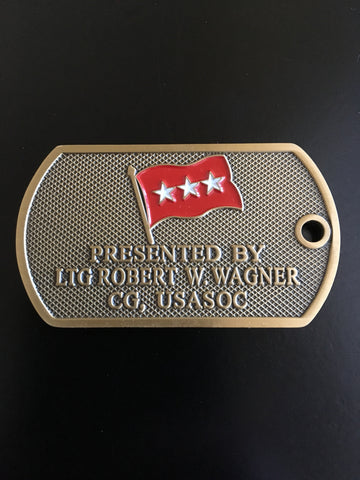 PRESENTED BY
LTG ROBERT W. WAGNER
CG, USASOC